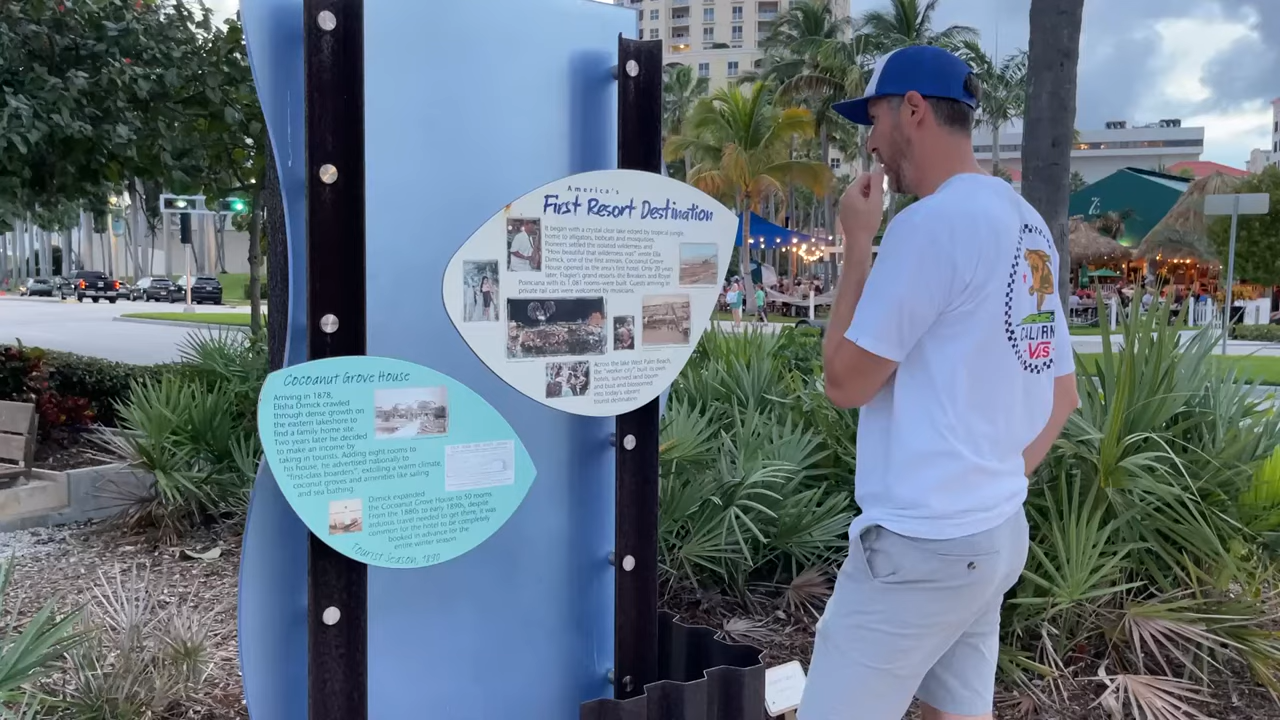 America's
First Resort Destination
It began with a crystal clear lake edged by hope a jungle,
home to alligators, bobcats and mosquitoes.
Pioneers settled the isolated wilderness and
"How beautiful that wilderness was" wrote Ella
Dimick, one of the first arrivals. Cocoanut Grove
House opened as the area's first hotel. Only 20 years
later, Flagler's grand resorts-the Breakers and Royal
Poinciana with its 1,081 rooms-were built. Guests arriving in
private rail cars were welcomed by musicians.
Across the lake West Palm Beach,
the "worker city", built its own
hotels, survived land boom
and bust and blossomed
into today's vibrant
tourist destination.
Cocoanut Grove House
Arriving in 1878,
Elisha Dimick crawled
through dense growth on
the eastern lakeshore to
find a family home site.
Two years later he decided
to make an income by
taking in tourists. Adding eight rooms to
his house, he advertised nationally to
"first-class boarders", extolling a warm climate,
coconut groves and amenities like sailing
and sea bathing.
Dimick expanded
the Cocoanut Grove House to 50 rooms.
From the 1880s to early 1890s, despite
arduous travel needed to get there, it was
common for the hotel to be completely
booked in advance for the
entire winter season.
Tourist Season, 1890
CALIFORN
VANS